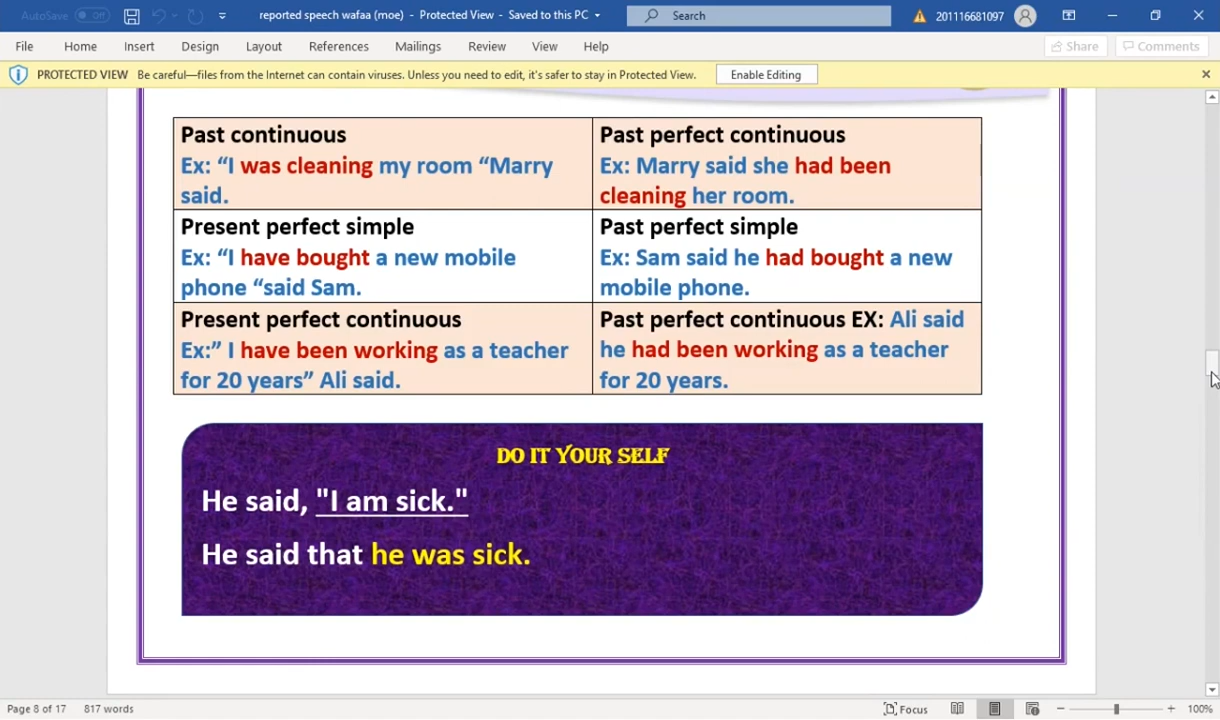 AutoSave Off reported speech wafaa (moe) - Protected View - Saved to this PC Search 201116681097
File Home Insert Design Layout References Mailings Review View Help Share Comments
PROTECTED VIEW Be careful—files from the Internet can contain viruses. Unless you need to edit, it's safer to stay in Protected View. Enable Editing
Past continuous
Ex: “I was cleaning my room “Marry
said.
Past perfect continuous
Ex: Marry said she had been
cleaning her room.
Present perfect simple
Ex: “I have bought a new mobile
phone “said Sam.
Past perfect simple
Ex: Sam said he had bought a new
mobile phone.
Present perfect continuous
Ex:” I have been working as a teacher
for 20 years” Ali said.
Past perfect continuous EX: Ali said
he had been working as a teacher
for 20 years.
DO IT YOUR SELF
He said, "I am sick."
He said that he was sick.
Page 8 of 17 817 words Focus 100%